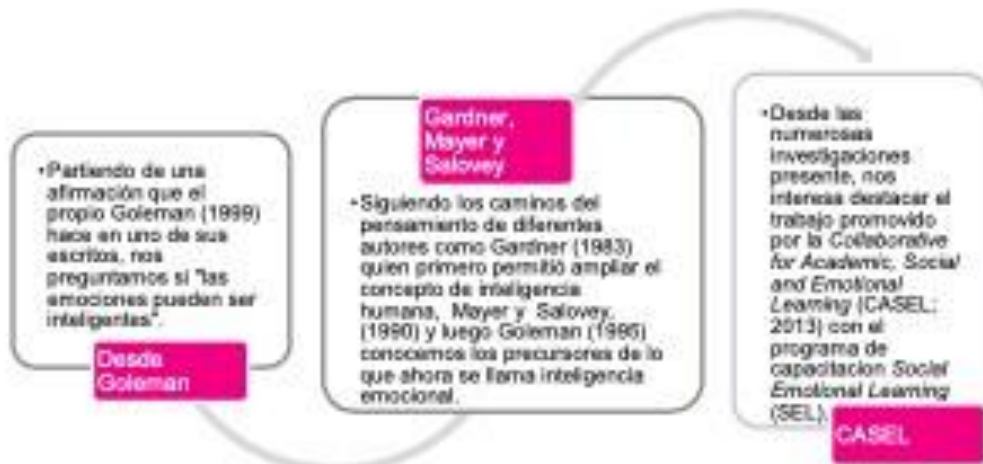 •Partiendo de una
afirmación que el
propio Goleman (1999)
hace en uno de sus
escritos, nos
preguntamos si "las
emociones pueden ser
inteligentes".
Desde
Goleman
Gardner,
Mayer y
Salovey
•Siguiendo los caminos del
pensamiento de diferentes
autores como Gardner (1983)
quien primero permitió ampliar el
concepto de inteligencia
humana, Mayer y Salovey,
(1990) y luego Goleman (1995)
conocemos los precursores de lo
que ahora se llama inteligencia
emocional.
•Desde las
numerosas
investigaciones
presente, nos
interesa destacar el
trabajo promovido
por la Collaborative
for Academic, Social
and Emotional
Learning (CASEL;
2013) con el
programa de
capacitacion Social
Emotional Learning
(SEL).
CASEL